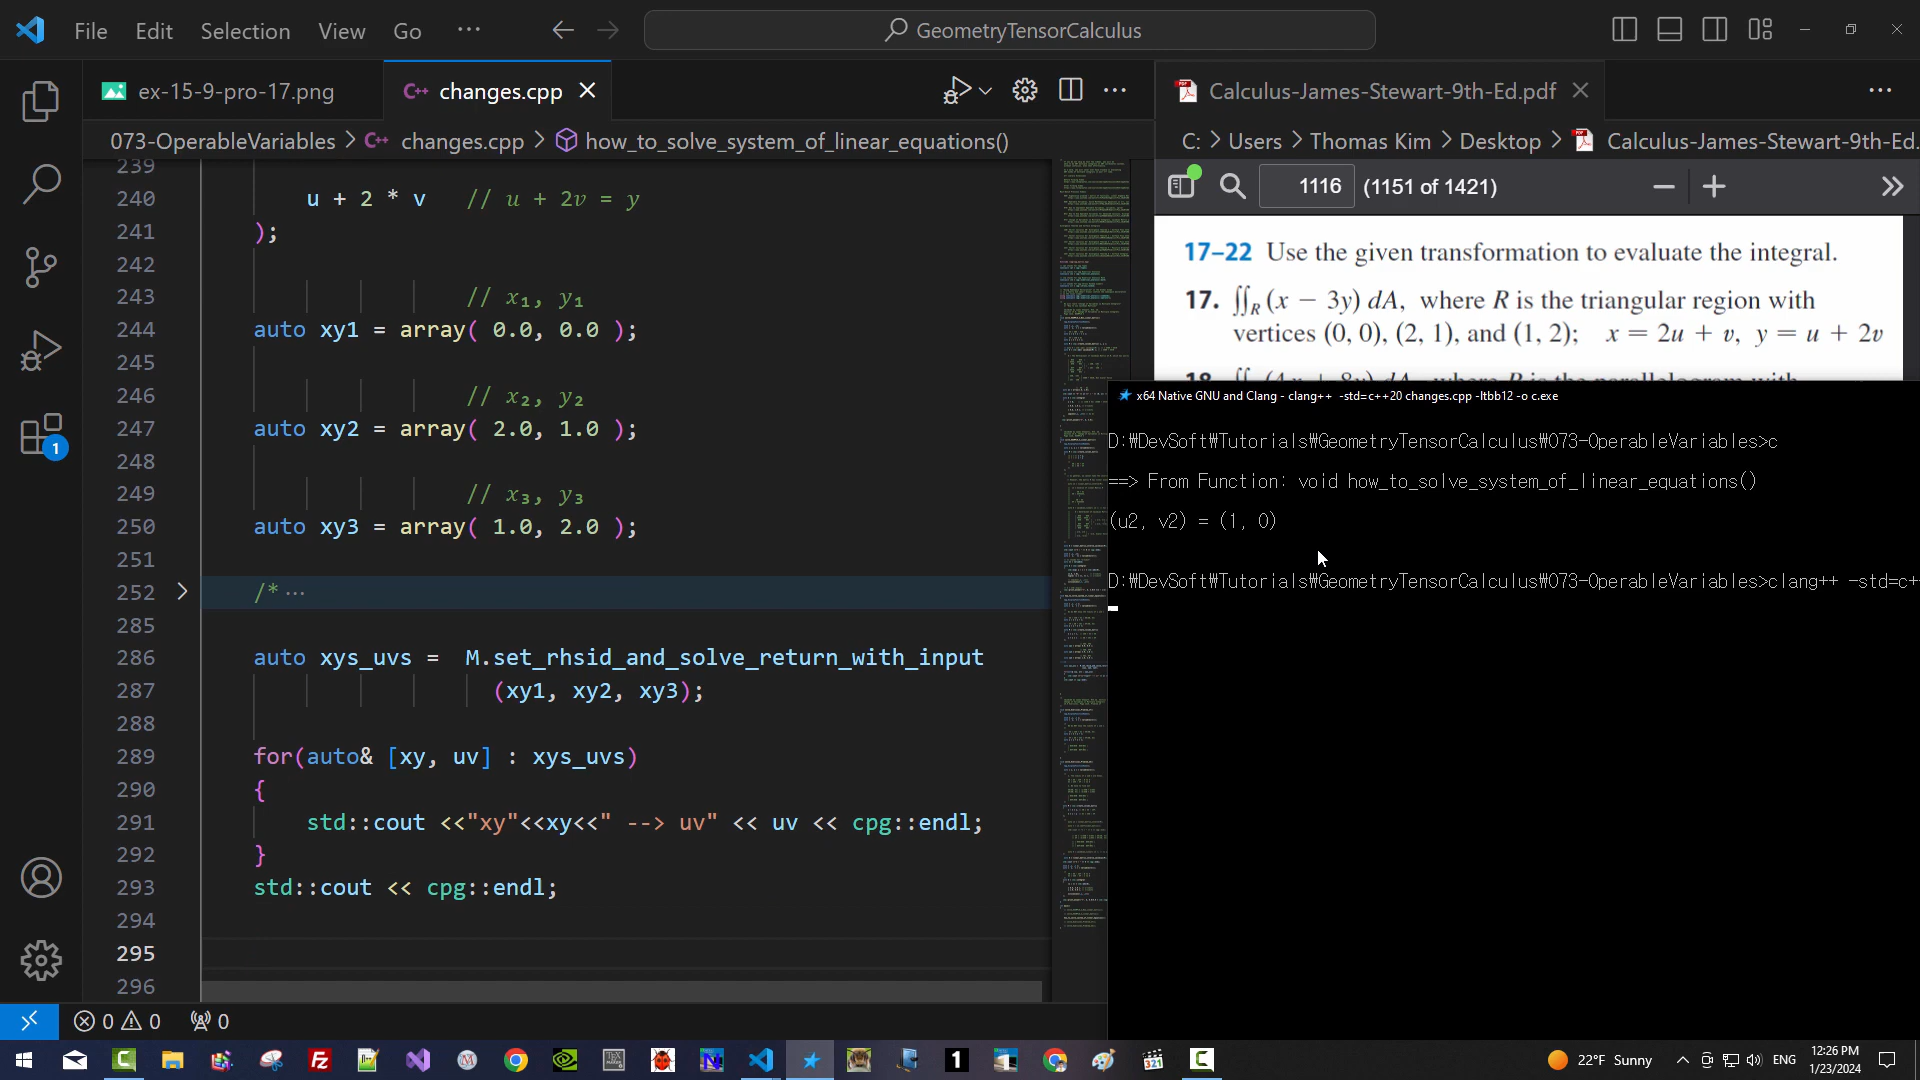 File Edit Selection View Go ···
GeometryTensorCalculus
ex-15-9-pro-17.png
C++ changes.cpp
Calculus-James-Stewart-9th-Ed.pdf
073-OperableVariables > C++ changes.cpp > how_to_solve_system_of_linear_equations()
C: > Users > Thomas Kim > Desktop > Calculus-James-Stewart-9th-Ed.
1116 (1151 of 1421)
239
240 u + 2 * v // u + 2v = y
241 );
242
243 // x₁, y₁
244 auto xy1 = array( 0.0, 0.0 );
245
246 // x₂, y₂
247 auto xy2 = array( 2.0, 1.0 );
248
249 // x₃, y₃
250 auto xy3 = array( 1.0, 2.0 );
251
252 /* ···
285
286 auto xys_uvs = M.set_rhsid_and_solve_return_with_input
287 (xy1, xy2, xy3);
288
289 for(auto& [xy, uv] : xys_uvs)
290 {
291 std::cout <<"xy"<<xy<<" --> uv" << uv << cpg::endl;
292 }
293 std::cout << cpg::endl;
294
295
296
17–22 Use the given transformation to evaluate the integral.
17. ∬R (x − 3y) dA, where R is the triangular region with
vertices (0, 0), (2, 1), and (1, 2); x = 2u + v, y = u + 2v
x64 Native GNU and Clang - clang++ -std=c++20 changes.cpp -ltbb12 -o c.exe
D:₩DevSoft₩Tutorials₩GeometryTensorCalculus₩073-OperableVariables>c
==> From Function: void how_to_solve_system_of_linear_equations()
(u2, v2) = (1, 0)
D:₩DevSoft₩Tutorials₩GeometryTensorCalculus₩073-OperableVariables>clang++ -std=c+
1
0 0 0
22°F Sunny
ENG
12:26 PM
1/23/2024